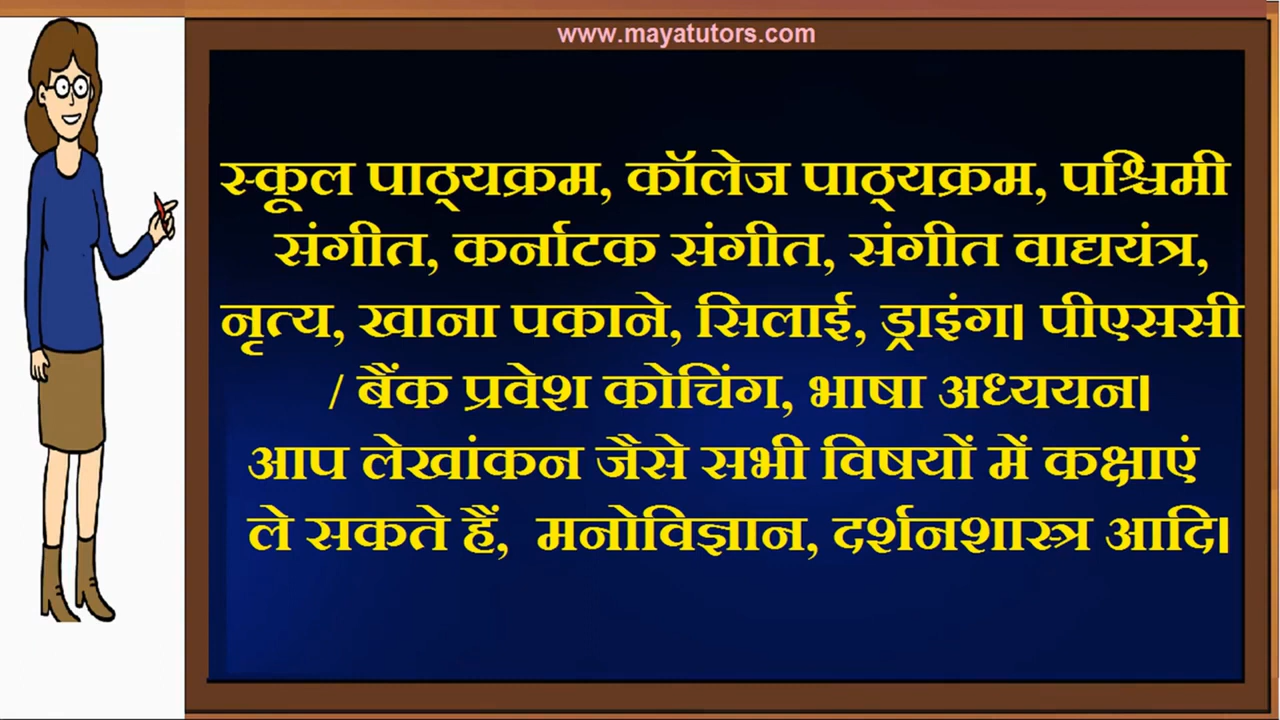 www.mayatutors.com
स्कूल पाठ्यक्रम, कॉलेज पाठ्यक्रम, पश्चिमी
संगीत, कर्नाटक संगीत, संगीत वाद्ययंत्र,
नृत्य, खाना पकाने, सिलाई, ड्राइंग। पीएससी
/ बैंक प्रवेश कोचिंग, भाषा अध्ययन।
आप लेखांकन जैसे सभी विषयों में कक्षाएं
ले सकते हैं, मनोविज्ञान, दर्शनशास्त्र आदि।